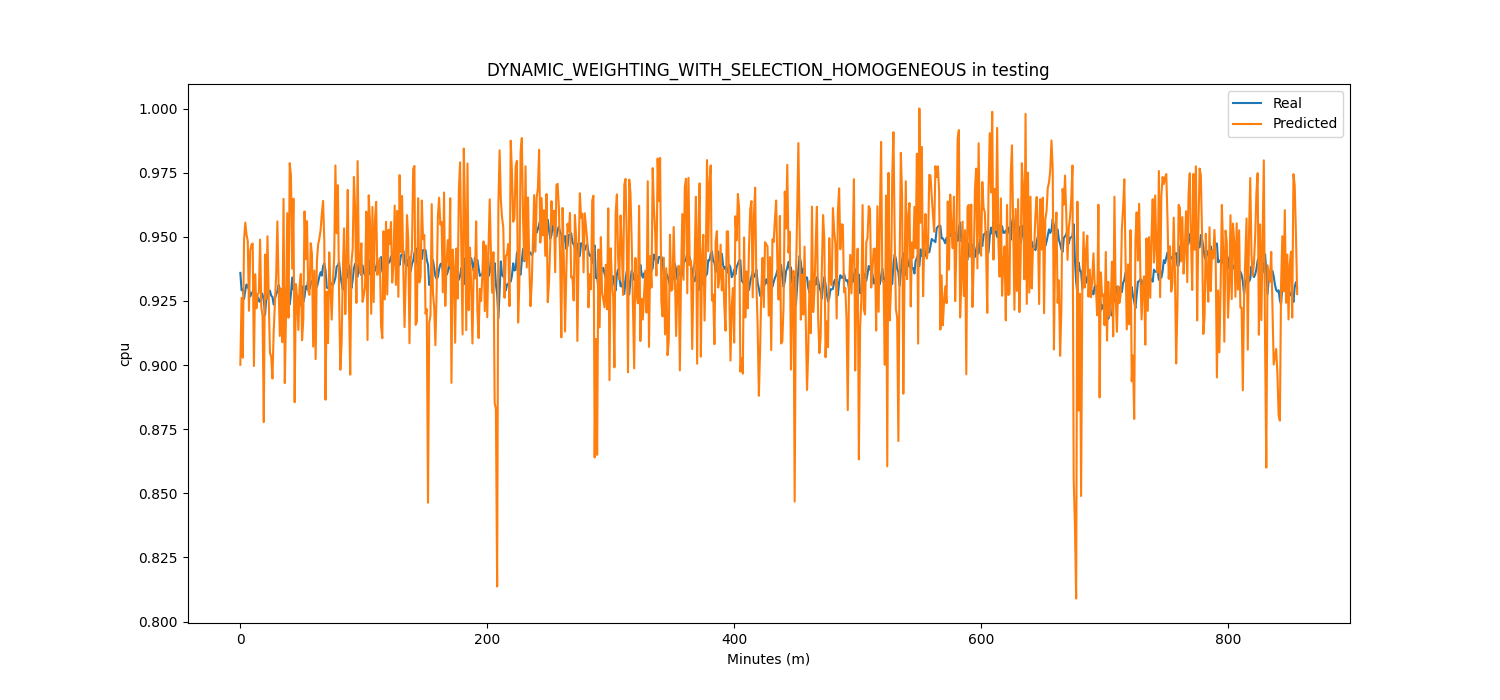 DYNAMIC_WEIGHTING_WITH_SELECTION_HOMOGENEOUS in testing
Real
Predicted
1.000
0.975
0.950
0.925
0.900
0.875
0.850
0.825
0.800
cpu
0 200 400 600 800
Minutes (m)